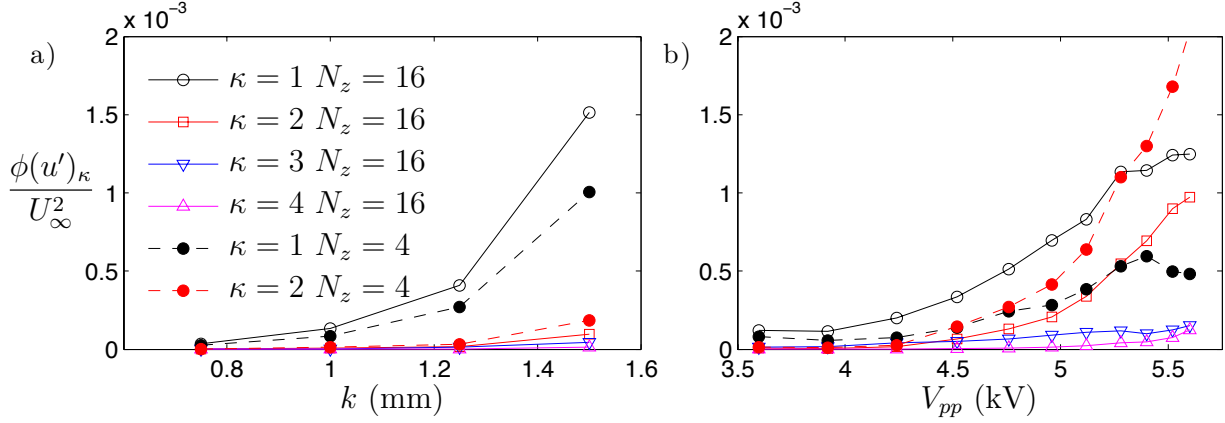 × 10⁻³
a)
2
1.5
1
0.5
0
ϕ(u′)κ
U∞²
κ = 1 N_z = 16
κ = 2 N_z = 16
κ = 3 N_z = 16
κ = 4 N_z = 16
κ = 1 N_z = 4
κ = 2 N_z = 4
0.8 1 1.2 1.4 1.6
k (mm)
× 10⁻³
b)
2
1.5
1
0.5
0
3.5 4 4.5 5 5.5
V_pp (kV)